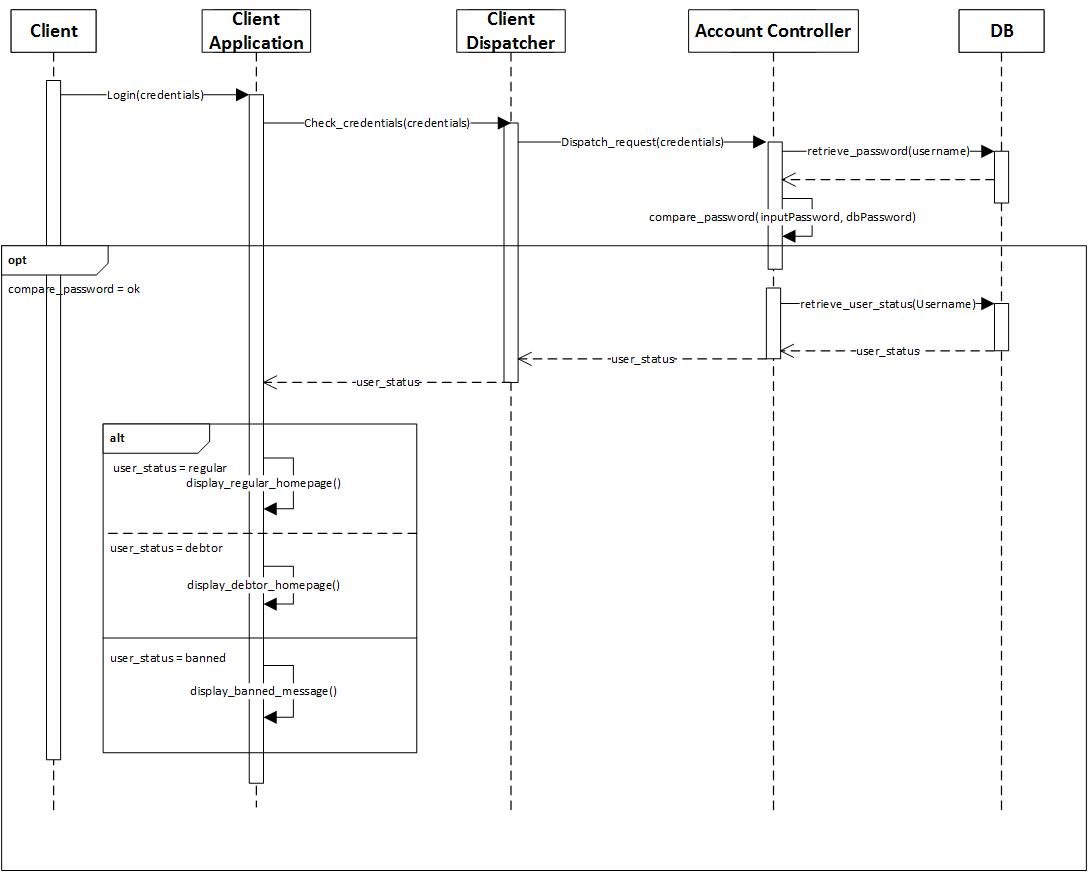 Client
Client
Application
Client
Dispatcher
Account Controller
DB
Login(credentials)
Check_credentials(credentials)
Dispatch_request(credentials)
retrieve_password(username)
compare_password(inputPassword, dbPassword)
opt
compare_password = ok
retrieve_user_status(Username)
user_status
user_status
user_status
alt
user_status = regular
display_regular_homepage()
user_status = debtor
display_debtor_homepage()
user_status = banned
display_banned_message()